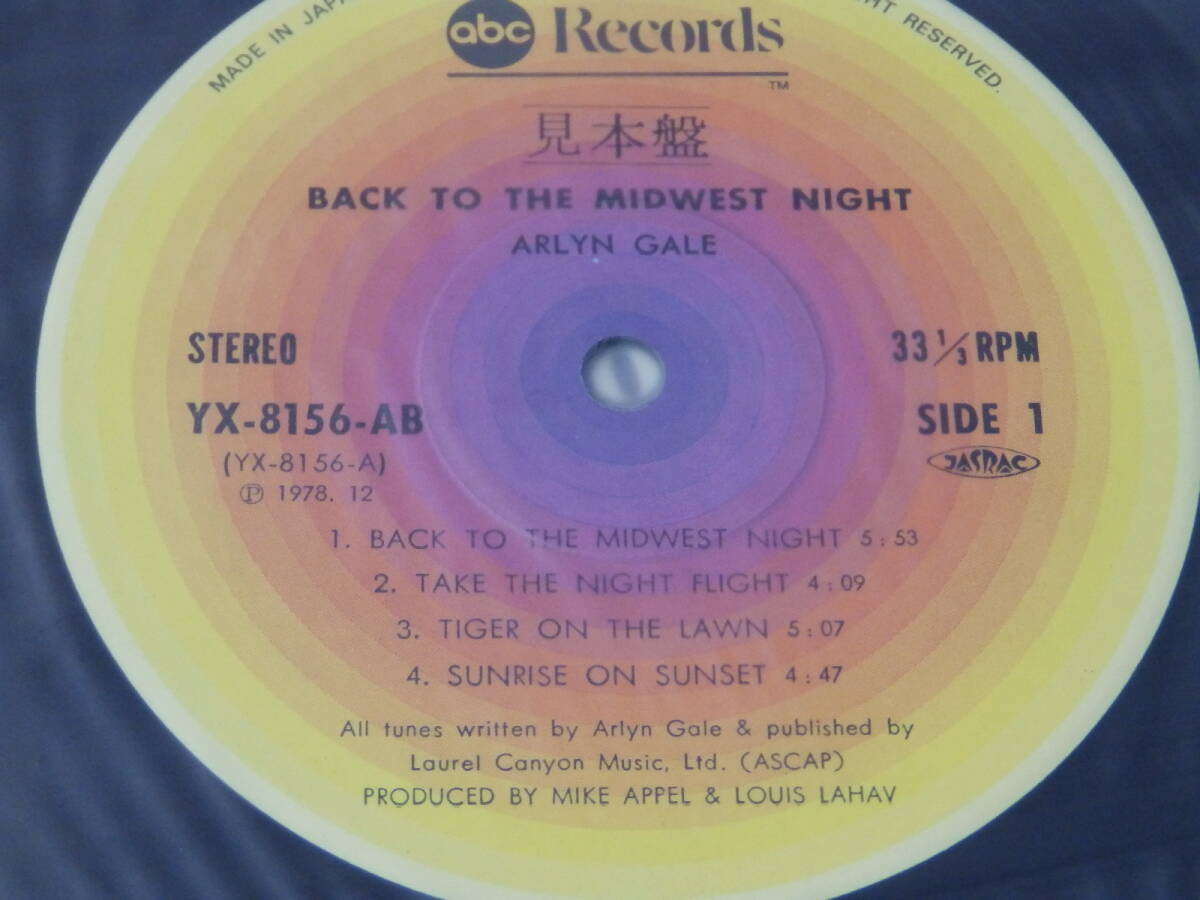 MADE IN JAPAN
RESERVED.
abc Records
TM
見本盤
BACK TO THE MIDWEST NIGHT
ARLYN GALE
STEREO
33 1/3 RPM
YX-8156-AB
SIDE 1
(YX-8156-A)
JASRAC
Ⓟ 1978. 12
1. BACK TO THE MIDWEST NIGHT 5:53
2. TAKE THE NIGHT FLIGHT 4:09
3. TIGER ON THE LAWN 5:07
4. SUNRISE ON SUNSET 4:47
All tunes written by Arlyn Gale & published by
Laurel Canyon Music, Ltd. (ASCAP)
PRODUCED BY MIKE APPEL & LOUIS LAHAV